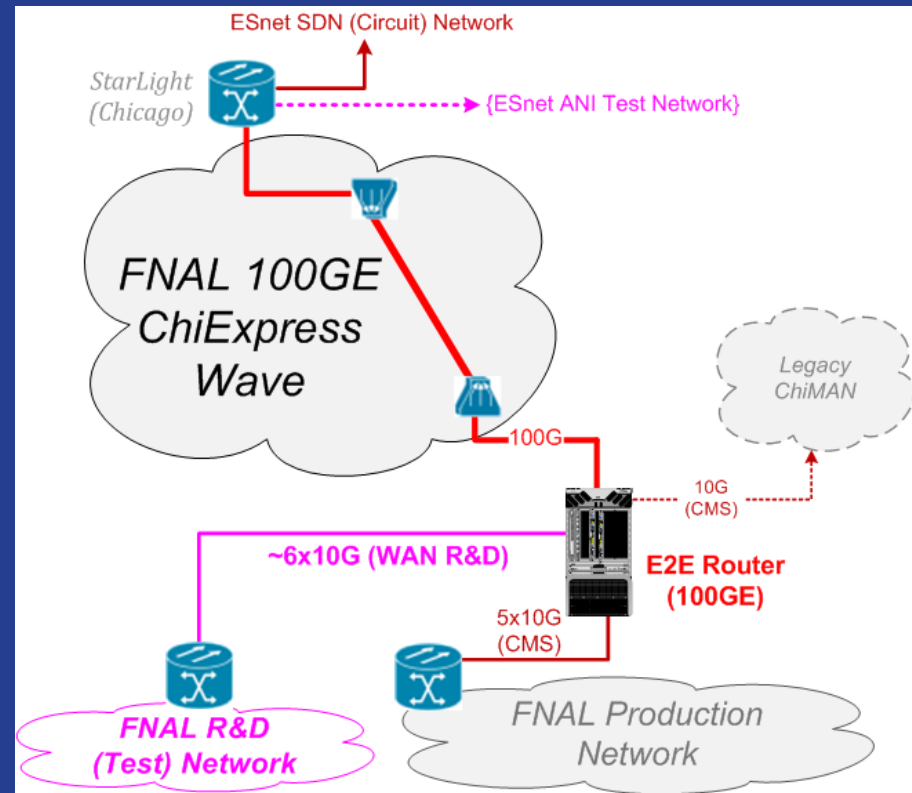 ESnet SDN (Circuit) Network
StarLight
(Chicago)
{ESnet ANI Test Network}
FNAL 100GE
ChiExpress
Wave
Legacy
ChiMAN
100G
10G
(CMS)
~6x10G (WAN R&D)
E2E Router
(100GE)
5x10G
(CMS)
FNAL R&D
(Test) Network
FNAL Production
Network